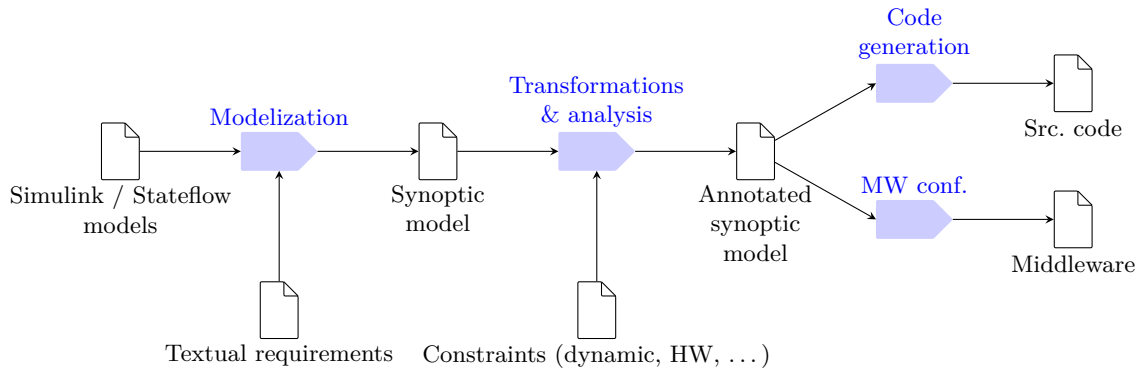 Code
generation
Transformations
& analysis
Modelization
Src. code
Simulink / Stateflow
models
Synoptic
model
Annotated
synoptic
model
MW conf.
Middleware
Textual requirements
Constraints (dynamic, HW, . . . )